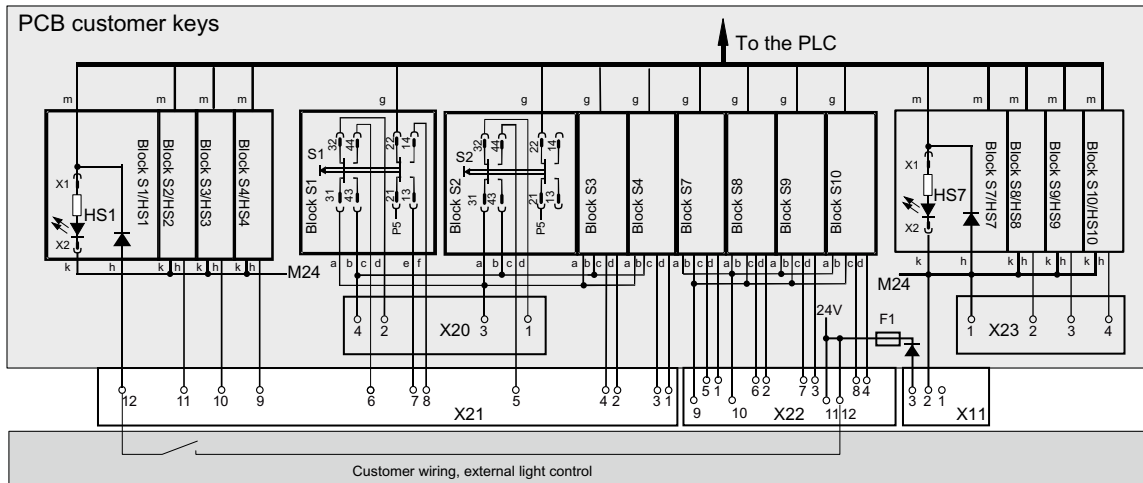 PCB customer keys
To the PLC
m m m m g g g g g g g g m m m m
X1
HS1
X2
Block S1/HS1
Block S2/HS2
Block S3/HS3
Block S4/HS4
k h k h k h k h
M24
S1
32 44 22 14
31 43 21 13
P5
Block S1
a b c d e f
S2
32 44 22 14
31 43 21 13
P5
Block S2
a b c d
Block S3
a b c d
Block S4
a b c d
Block S7
a b c d
Block S8
a b c d
Block S9
a b c d
Block S10
a b c d
X1
HS7
X2
Block S7/HS7
Block S8/HS8
Block S9/HS9
Block S10/HS10
k h k h k h k h
M24
4 2 3 1
X20
24V
F1
1 2 3 4
X23
12 11 10 9 6 7 8 5 4 2 3 1
X21
9 5 1 10 6 2 7 3 11 12 8 4
X22
3 2 1
X11
Customer wiring, external light control